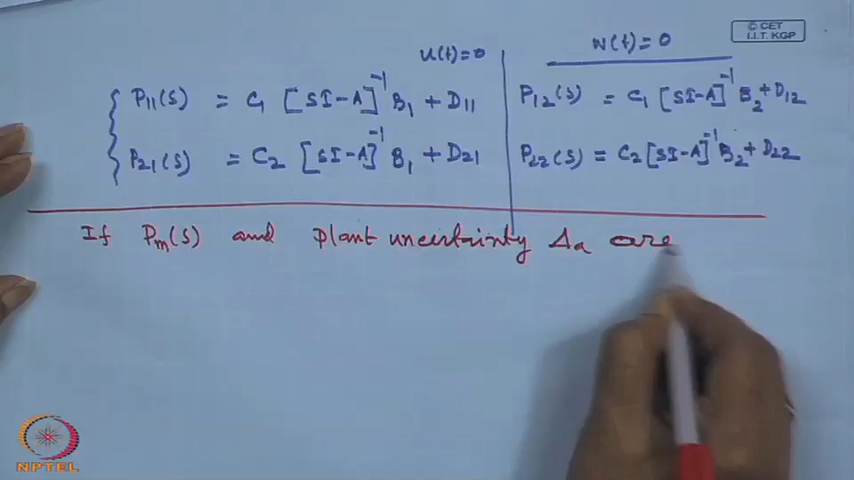 © CET
I.I.T. KGP
u(t)=0
W(t)=0
P11(s) = C1 [SI-A]^-1 B1 + D11
P12(s) = C1 [SI-A]^-1 B2 + D12
P21(s) = C2 [SI-A]^-1 B1 + D21
P22(s) = C2 [SI-A]^-1 B2 + D22
If Pm(s) and plant uncertainty Δa are
NPTEL